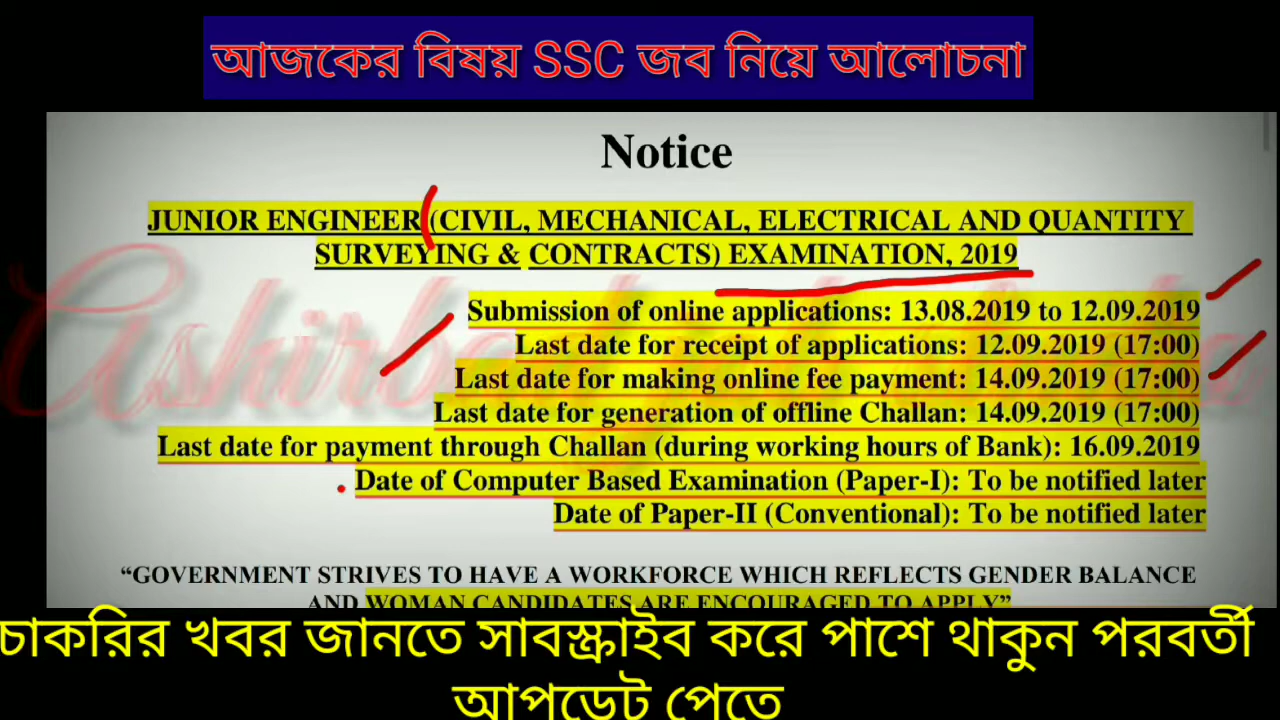 আজকের বিষয় SSC জব নিয়ে আলোচনা
Notice
JUNIOR ENGINEER (CIVIL, MECHANICAL, ELECTRICAL AND QUANTITY
SURVEYING & CONTRACTS) EXAMINATION, 2019
Submission of online applications: 13.08.2019 to 12.09.2019
Last date for receipt of applications: 12.09.2019 (17:00)
Last date for making online fee payment: 14.09.2019 (17:00)
Last date for generation of offline Challan: 14.09.2019 (17:00)
Last date for payment through Challan (during working hours of Bank): 16.09.2019
Date of Computer Based Examination (Paper-I): To be notified later
Date of Paper-II (Conventional): To be notified later
“GOVERNMENT STRIVES TO HAVE A WORKFORCE WHICH REFLECTS GENDER BALANCE
AND WOMAN CANDIDATES ARE ENCOURAGED TO APPLY”
চাকরির খবর জানতে সাবস্ক্রাইব করে পাশে থাকুন পরবর্তী
আপডেট পেতে